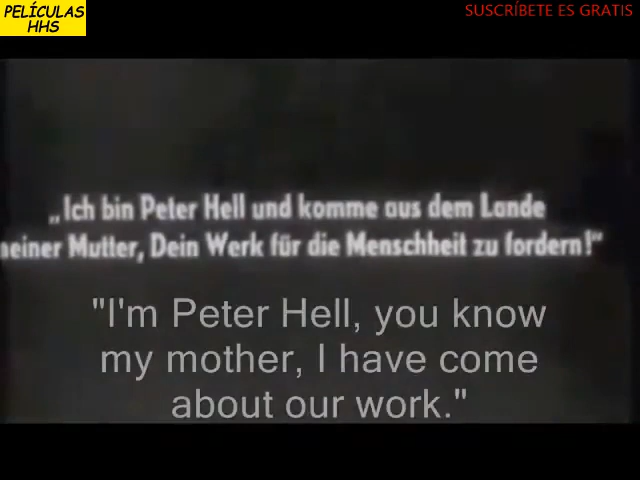 PELÍCULAS
HHS
SUSCRÍBETE ES GRATIS
„Ich bin Peter Hell und komme aus dem Lande
meiner Mutter, Dein Werk für die Menschheit zu fordern!“
"I'm Peter Hell, you know
my mother, I have come
about our work."